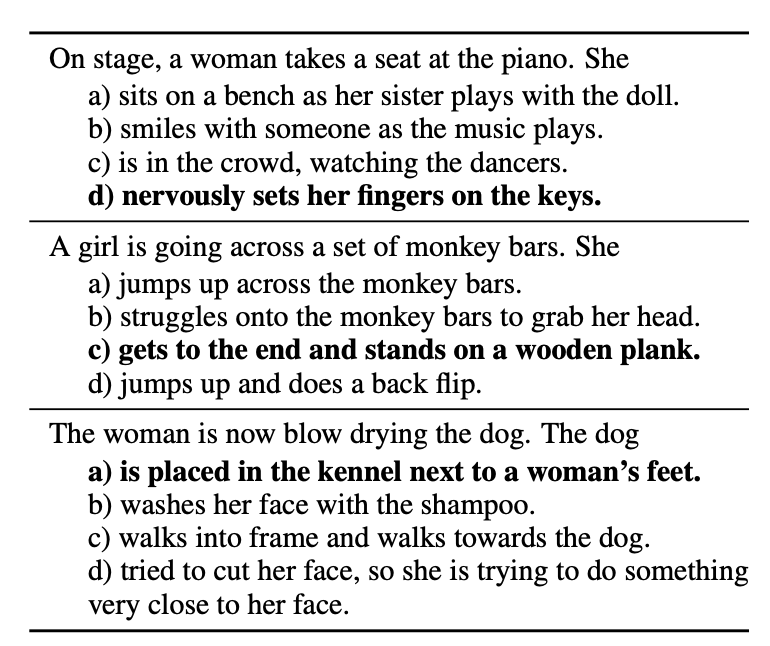 On stage, a woman takes a seat at the piano. She
a) sits on a bench as her sister plays with the doll.
b) smiles with someone as the music plays.
c) is in the crowd, watching the dancers.
d) nervously sets her fingers on the keys.
A girl is going across a set of monkey bars. She
a) jumps up across the monkey bars.
b) struggles onto the monkey bars to grab her head.
c) gets to the end and stands on a wooden plank.
d) jumps up and does a back flip.
The woman is now blow drying the dog. The dog
a) is placed in the kennel next to a woman’s feet.
b) washes her face with the shampoo.
c) walks into frame and walks towards the dog.
d) tried to cut her face, so she is trying to do something
very close to her face.